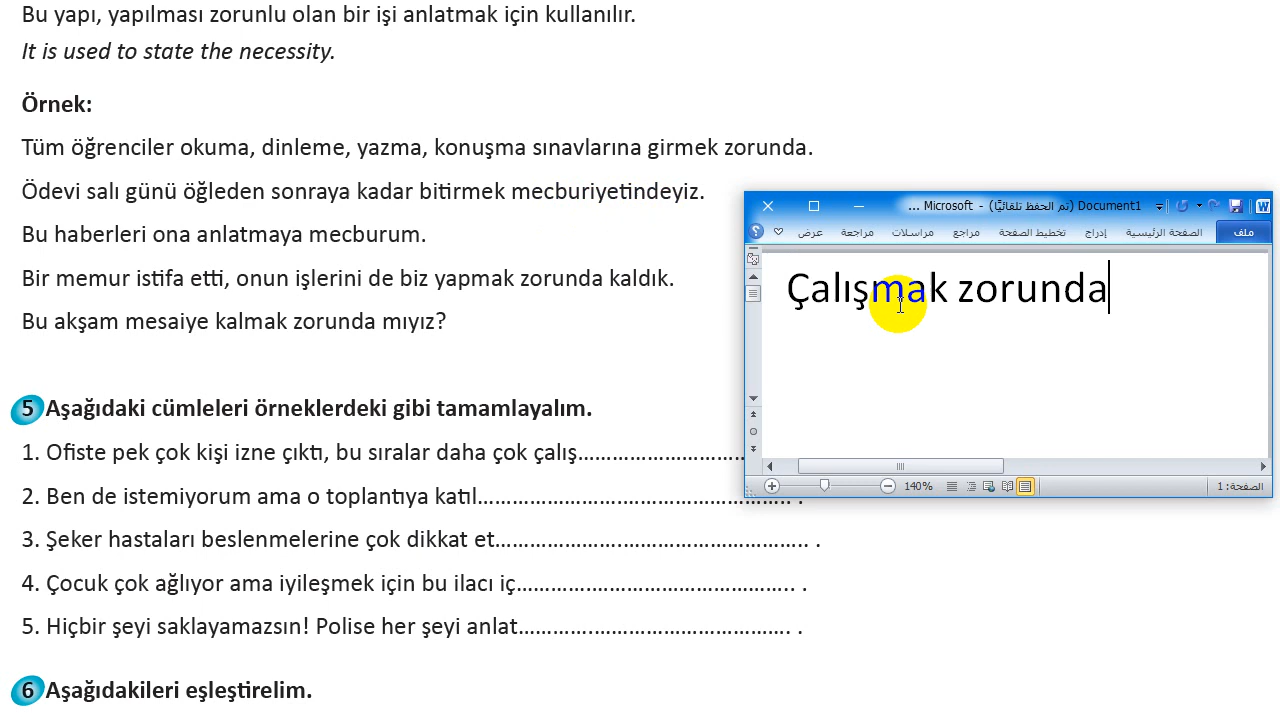 Bu yapı, yapılması zorunlu olan bir işi anlatmak için kullanılır.
It is used to state the necessity.
Örnek:
Tüm öğrenciler okuma, dinleme, yazma, konuşma sınavlarına girmek zorunda.
Ödevi salı günü öğleden sonraya kadar bitirmek mecburiyetindeyiz.
Bu haberleri ona anlatmaya mecburum.
Bir memur istifa etti, onun işlerini de biz yapmak zorunda kaldık.
Bu akşam mesaiye kalmak zorunda mıyız?
5 Aşağıdaki cümleleri örneklerdeki gibi tamamlayalım.
1. Ofiste pek çok kişi izne çıktı, bu sıralar daha çok çalış……………………………
2. Ben de istemiyorum ama o toplantıya katıl…………………………………………….. .
3. Şeker hastaları beslenmelerine çok dikkat et…………………………………………….. .
4. Çocuk çok ağlıyor ama iyileşmek için bu ilacı iç…………………………………………….. .
5. Hiçbir şeyi saklayamazsın! Polise her şeyi anlat……………………………………………. .
6 Aşağıdakileri eşleştirelim.
Document1 (تم الحفظ تلقائيًا) - Microsoft ...
ملف الصفحة الرئيسية إدراج تخطيط الصفحة مراجع مراسلات مراجعة عرض
Çalışmak zorunda
الصفحة: 1
140%